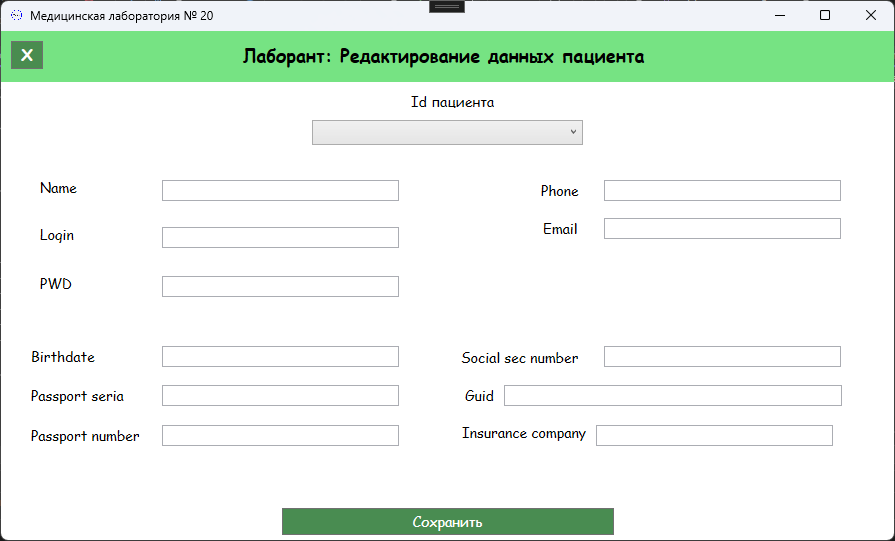 Медицинская лаборатория № 20
X
Лаборант: Редактирование данных пациента
Id пациента
Name
Phone
Login
Email
PWD
Birthdate
Social sec number
Passport seria
Guid
Passport number
Insurance company
Сохранить